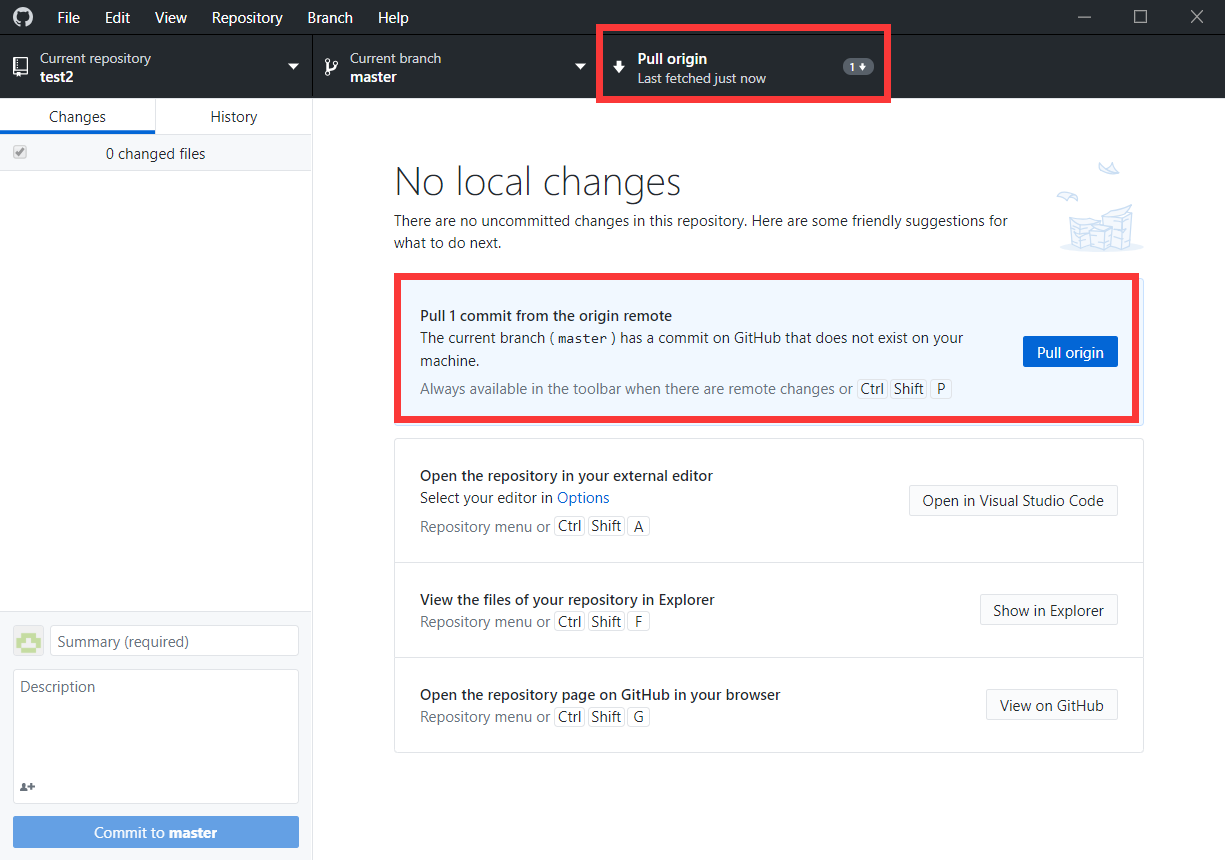 File Edit View Repository Branch Help
Current repository
test2
Current branch
master
Pull origin
Last fetched just now
1
Changes
History
0 changed files
No local changes
There are no uncommitted changes in this repository. Here are some friendly suggestions for
what to do next.
Pull 1 commit from the origin remote
The current branch ( master ) has a commit on GitHub that does not exist on your
machine.
Always available in the toolbar when there are remote changes or Ctrl Shift P
Pull origin
Open the repository in your external editor
Select your editor in Options
Repository menu or Ctrl Shift A
Open in Visual Studio Code
View the files of your repository in Explorer
Repository menu or Ctrl Shift F
Show in Explorer
Open the repository page on GitHub in your browser
Repository menu or Ctrl Shift G
View on GitHub
Summary (required)
Description
Commit to master